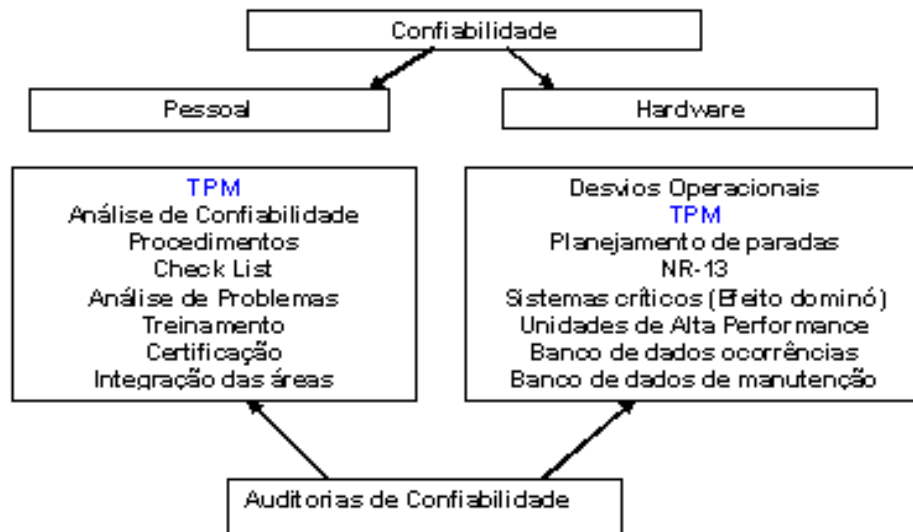 Confiabilidade
Pessoal
Hardware
TPM
Análise de Confiabilidade
Procedimentos
Check List
Análise de Problemas
Treinamento
Certificação
Integração das áreas
Desvios Operacionais
TPM
Planejamento de paradas
NR-13
Sistemas críticos (Efeito dominó)
Unidades de Alta Performance
Banco de dados ocorrências
Banco de dados de manutenção
Auditorias de Confiabilidade